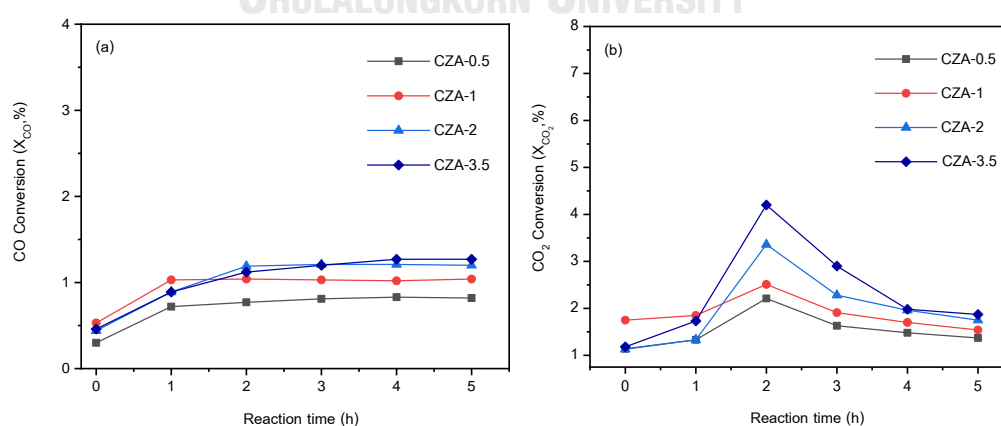 CHULALONGKORN UNIVERSITY
(a)
CZA-0.5
CZA-1
CZA-2
CZA-3.5
4
3
2
1
0
CO Conversion (X_CO,%)
0 1 2 3 4 5
Reaction time (h)
(b)
CZA-0.5
CZA-1
CZA-2
CZA-3.5
8
7
6
5
4
3
2
1
CO₂ Conversion (X_CO₂,%)
0 1 2 3 4 5
Reaction time (h)